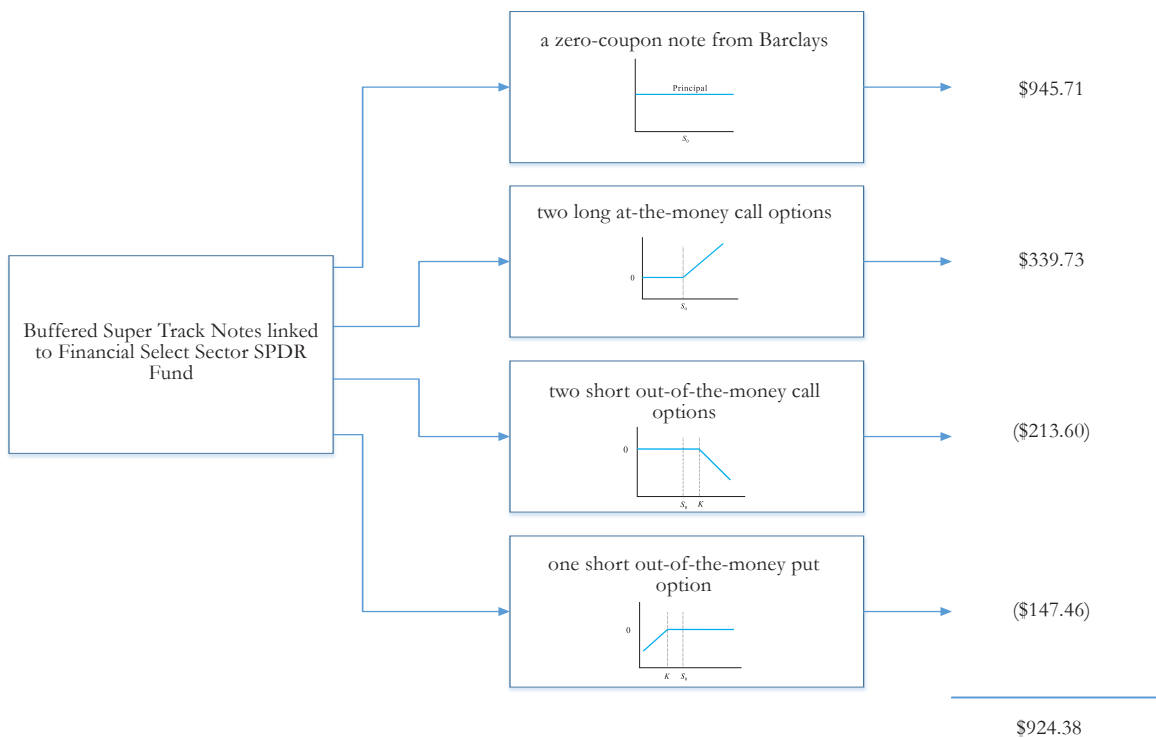 a zero-coupon note from Barclays
Principal
S₀
$945.71
two long at-the-money call options
0
S₀
$339.73
Buffered Super Track Notes linked
to Financial Select Sector SPDR
Fund
two short out-of-the-money call
options
0
S₀ K
($213.60)
one short out-of-the-money put
option
0
K S₀
($147.46)
$924.38